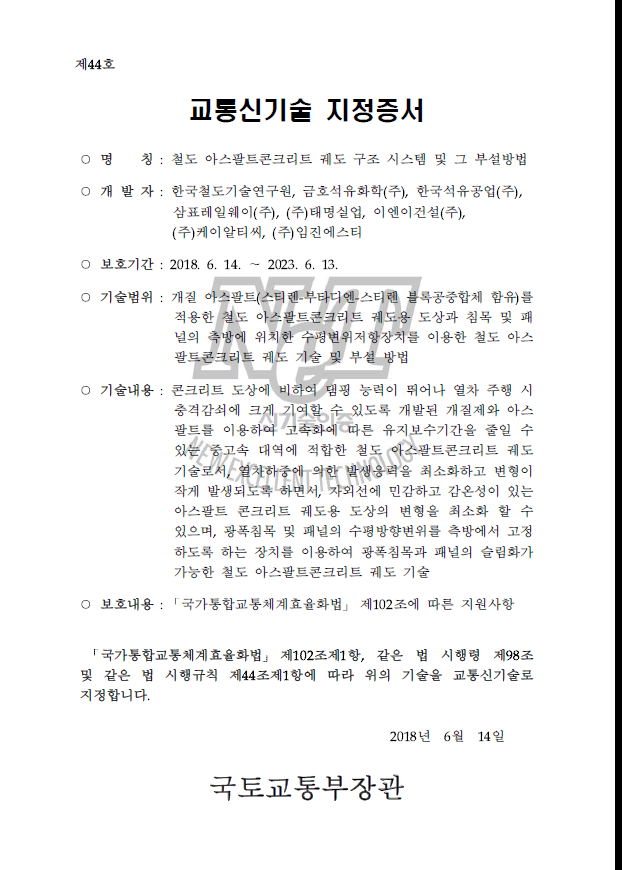 제44호
교통신기술 지정증서
○ 명 칭 : 철도 아스팔트콘크리트 궤도 구조 시스템 및 그 부설방법
○ 개 발 자 : 한국철도기술연구원, 금호석유화학(주), 한국석유공업(주),
삼표레일웨이(주), (주)태명실업, 이엔이건설(주),
(주)케이알티씨, (주)임진에스티
○ 보호기간 : 2018. 6. 14. ~ 2023. 6. 13.
○ 기술범위 : 개질 아스팔트(스티렌-부타디엔-스티렌 블록공중합체 함유)를
적용한 철도 아스팔트콘크리트 궤도용 도상과 침목 및 패
널의 측방에 위치한 수평변위저항장치를 이용한 철도 아스
팔트콘크리트 궤도 기술 및 부설 방법
○ 기술내용 : 콘크리트 도상에 비하여 댐핑 능력이 뛰어나 열차 주행 시
충격감쇠에 크게 기여할 수 있도록 개발된 개질제와 아스
팔트를 이용하여 고속화에 따른 유지보수기간을 줄일 수
있는 중고속 대역에 적합한 철도 아스팔트콘크리트 궤도
기술로서, 열차하중에 의한 발생응력을 최소화하고 변형이
작게 발생되도록 하면서, 자외선에 민감하고 감온성이 있는
아스팔트 콘크리트 궤도용 도상의 변형을 최소화 할 수
있으며, 광폭침목 및 패널의 수평방향변위를 측방에서 고정
하도록 하는 장치를 이용하여 광폭침목과 패널의 슬림화가
가능한 철도 아스팔트콘크리트 궤도 기술
○ 보호내용 : 「국가통합교통체계효율화법」 제102조에 따른 지원사항
「국가통합교통체계효율화법」 제102조제1항, 같은 법 시행령 제98조
및 같은 법 시행규칙 제44조제1항에 따라 위의 기술을 교통신기술로
지정합니다.
2018년 6월 14일
국토교통부장관
NET
신기술인증
NEW EXCELLENT TECHNOLOGY